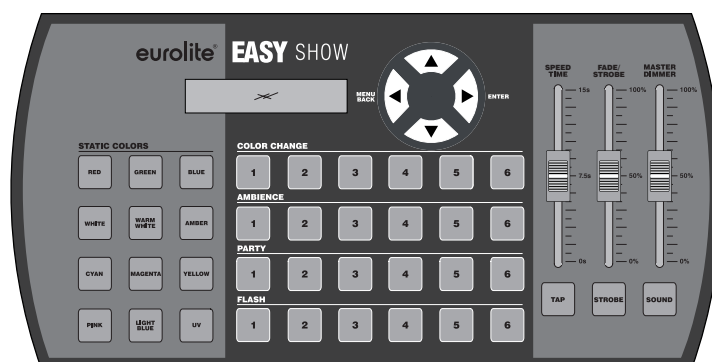 eurolite® EASY SHOW
MENU
BACK
ENTER
STATIC COLORS
RED GREEN BLUE
WHITE WARM WHITE AMBER
CYAN MAGENTA YELLOW
PINK LIGHT BLUE UV
COLOR CHANGE
1 2 3 4 5 6
AMBIENCE
1 2 3 4 5 6
PARTY
1 2 3 4 5 6
FLASH
1 2 3 4 5 6
SPEED TIME
FADE/ STROBE
MASTER DIMMER
15s 100% 100%
7.5s 50% 50%
0s 0% 0%
TAP STROBE SOUND